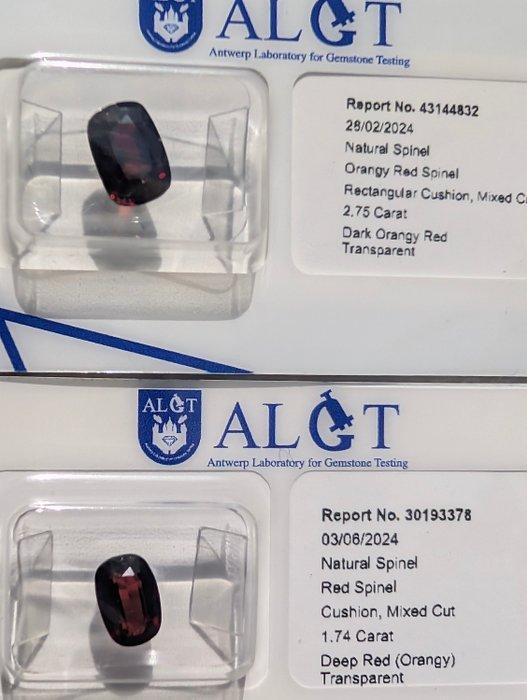 ALGT
Antwerp Laboratory for Gemstone Testing
Report No. 43144832
28/02/2024
Natural Spinel
Orangy Red Spinel
Rectangular Cushion, Mixed
2.75 Carat
Dark Orangy Red
Transparent
ALGT
ALGT
Antwerp Laboratory for Gemstone Testing
Report No. 30193378
03/06/2024
Natural Spinel
Red Spinel
Cushion, Mixed Cut
1.74 Carat
Deep Red (Orangy)
Transparent